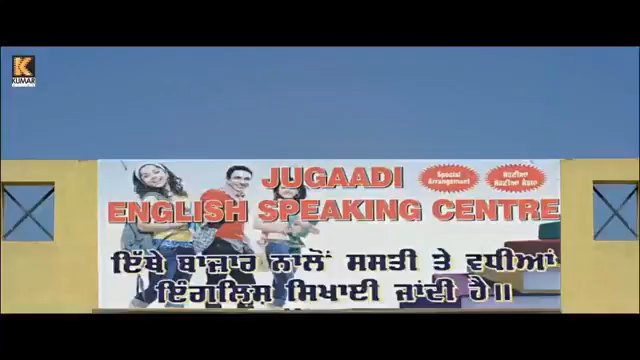 KUMAR
JUGAADI
Special
Arrangement
ENGLISH SPEAKING CENTRE
ਇੱਥੇ ਬਾਜ਼ਾਰ ਨਾਲੋਂ ਸਸਤੀ ਤੇ ਵਧੀਆਂ
ਇੰਗਲਿਸ਼ ਸਿਖਾਈ ਜਾਂਦੀ ਹੈ॥